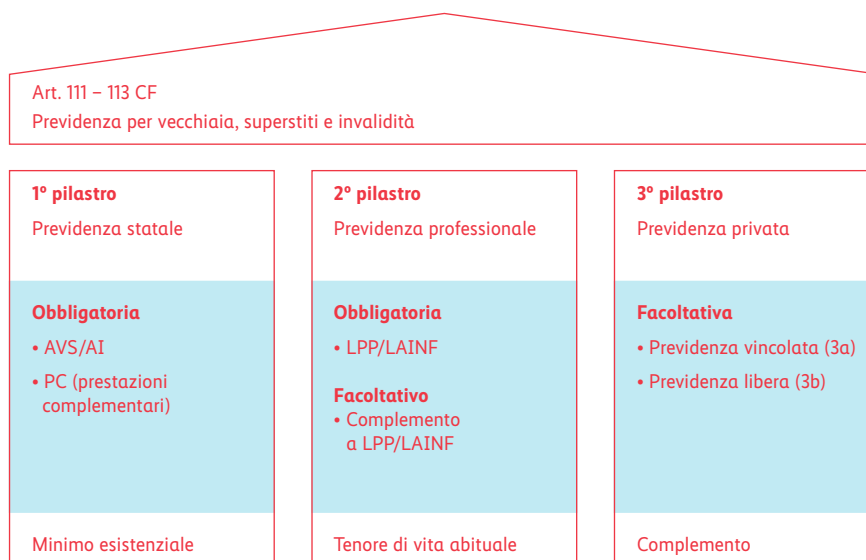 Art. 111 – 113 CF
Previdenza per vecchiaia, superstiti e invalidità
1º pilastro
Previdenza statale
Obbligatoria
• AVS/AI
• PC (prestazioni
complementari)
Minimo esistenziale
2º pilastro
Previdenza professionale
Obbligatoria
• LPP/LAINF
Facoltativo
• Complemento
a LPP/LAINF
Tenore di vita abituale
3º pilastro
Previdenza privata
Facoltativa
• Previdenza vincolata (3a)
• Previdenza libera (3b)
Complemento